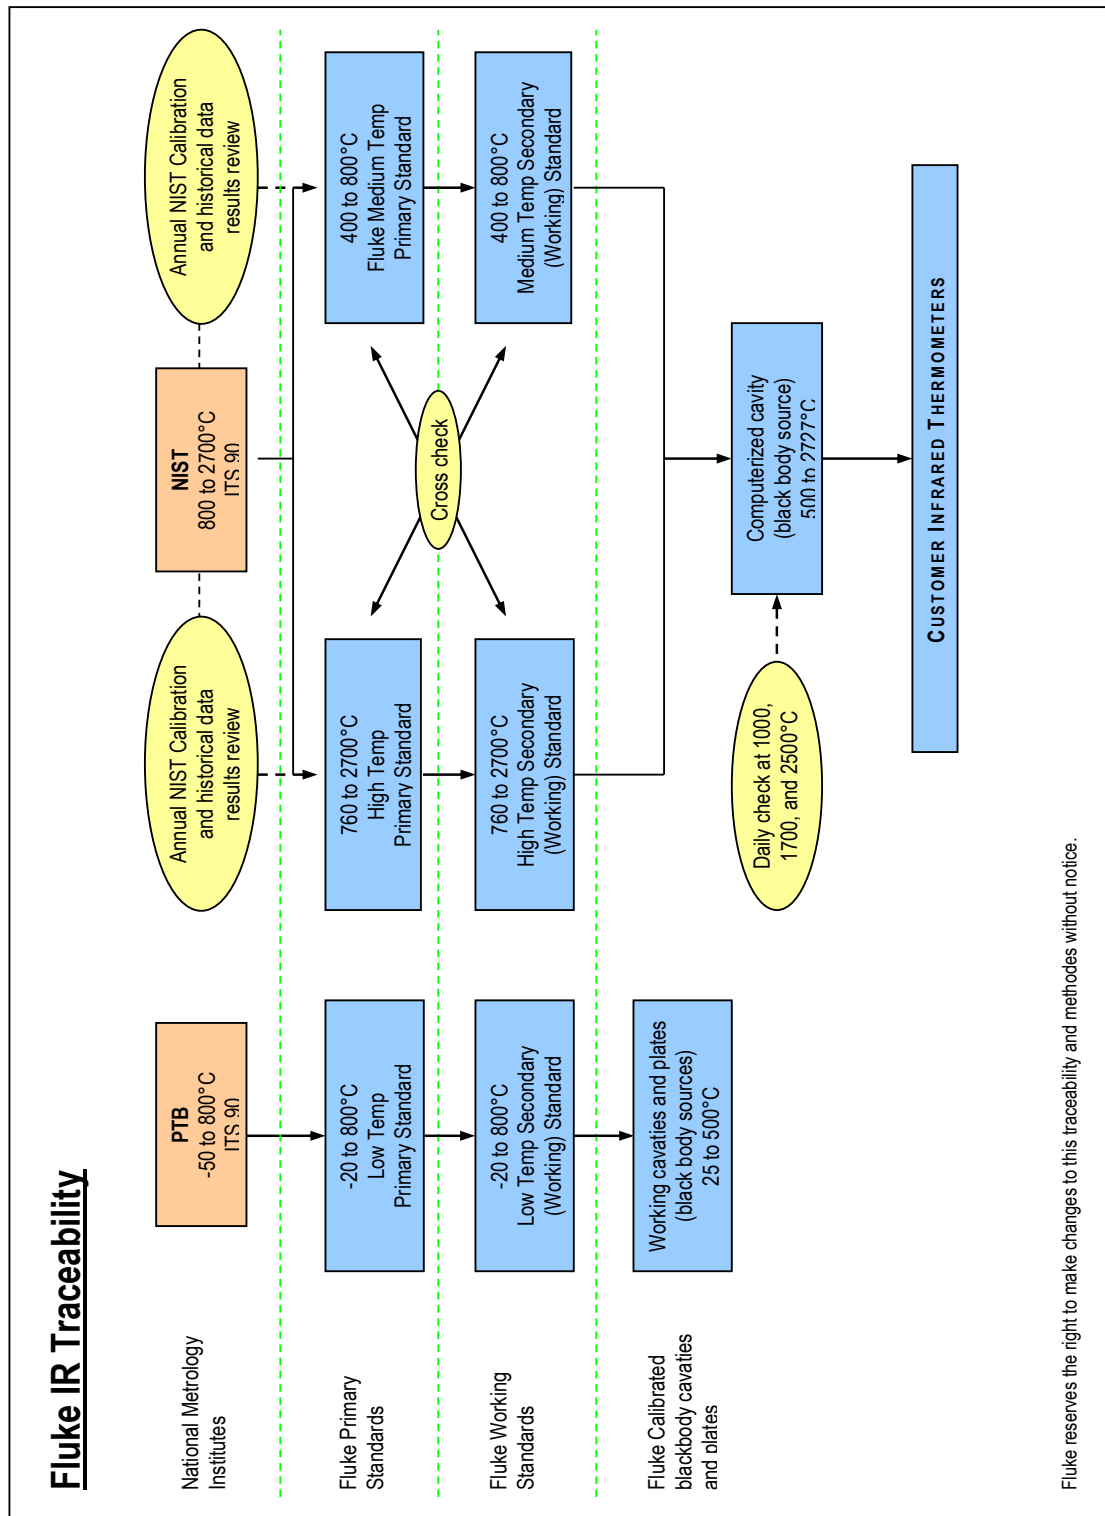 Fluke IR Traceability
National Metrology
Institutes
PTB
-50 to 800°C
ITS 90
Annual NIST Calibration
and historical data
results review
NIST
800 to 2700°C
ITS 90
Annual NIST Calibration
and historical data
results review
Fluke Primary
Standards
-20 to 800°C
Low Temp
Primary Standard
760 to 2700°C
High Temp
Primary Standard
400 to 800°C
Fluke Medium Temp
Primary Standard
Cross check
Fluke Working
Standards
-20 to 800°C
Low Temp Secondary
(Working) Standard
760 to 2700°C
High Temp Secondary
(Working) Standard
400 to 800°C
Medium Temp Secondary
(Working) Standard
Fluke Calibrated
blackbody cavaties
and plates
Working cavaties and plates
(black body sources)
25 to 500°C
Daily check at 1000,
1700, and 2500°C
Computerized cavity
(black body source)
500 to 2727°C
CUSTOMER INFRARED THERMOMETERS
Fluke reserves the right to make changes to this traceability and methodes without notice.